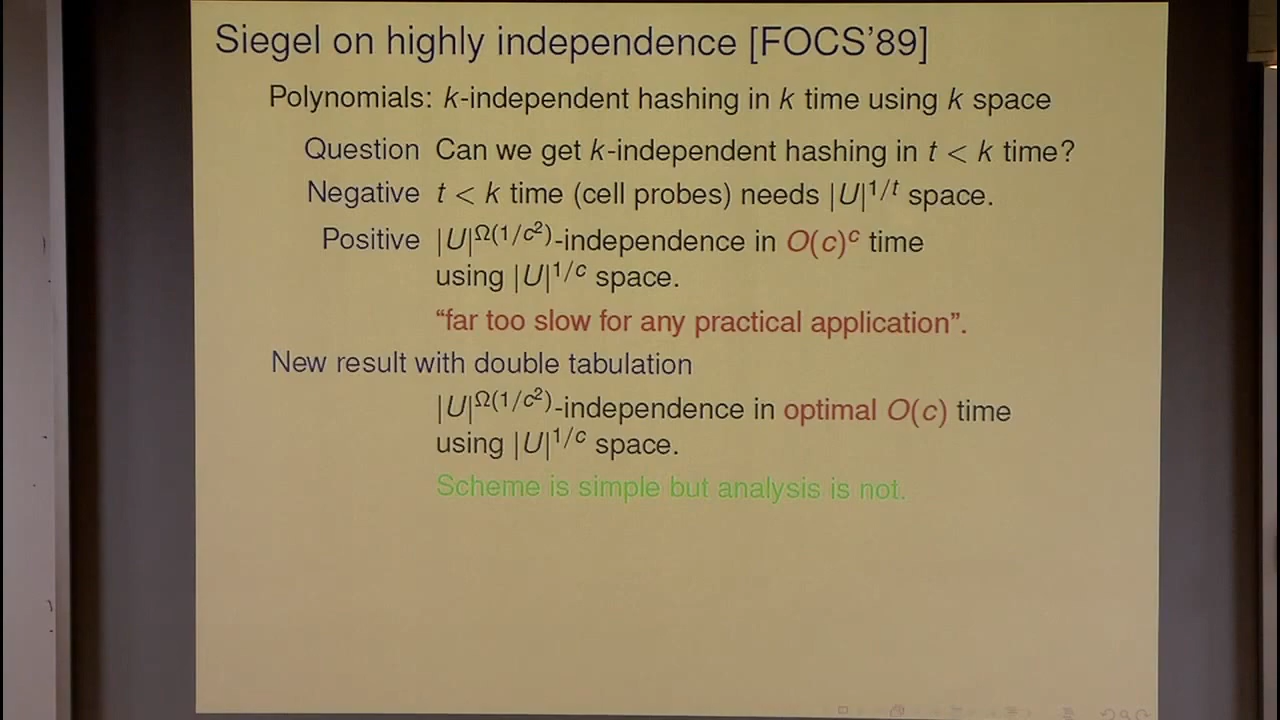 Siegel on highly independence [FOCS'89]
Polynomials: k-independent hashing in k time using k space
Question Can we get k-independent hashing in t < k time?
Negative t < k time (cell probes) needs |U|^{1/t} space.
Positive |U|^{Ω(1/c²)}-independence in O(c)^c time
using |U|^{1/c} space.
"far too slow for any practical application".
New result with double tabulation
|U|^{Ω(1/c²)}-independence in optimal O(c) time
using |U|^{1/c} space.
Scheme is simple but analysis is not.